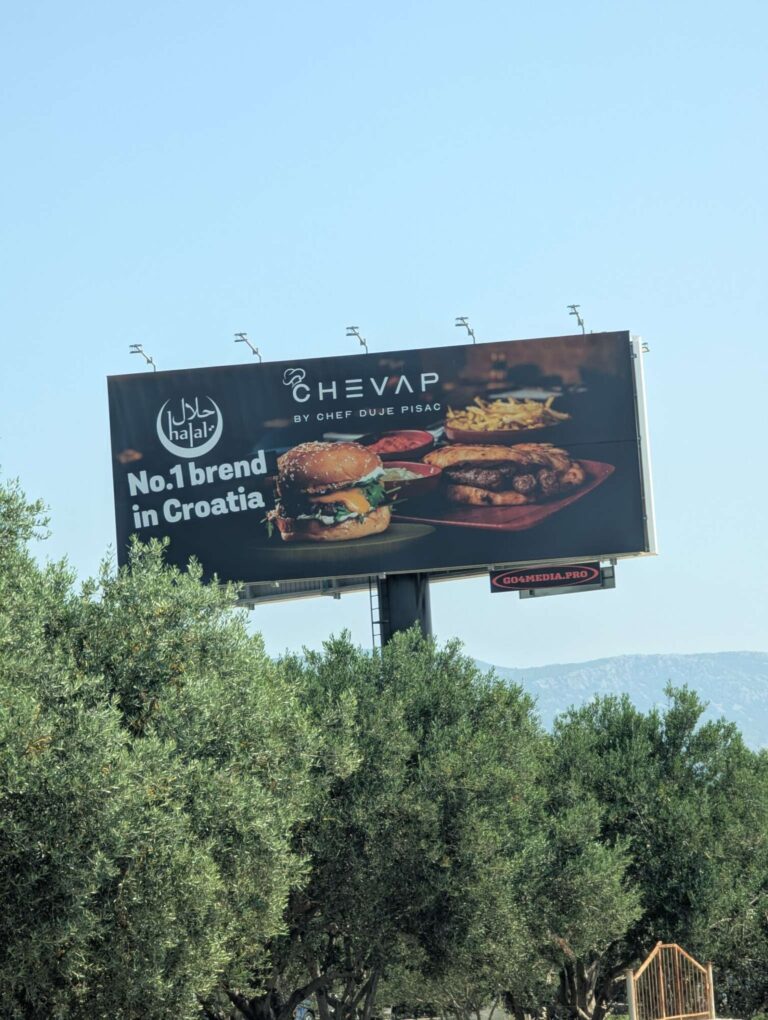 حلال
halal
CHEVAP
BY CHEF DUJE PISAC
No.1 brend
in Croatia
GO4MEDIA.PRO